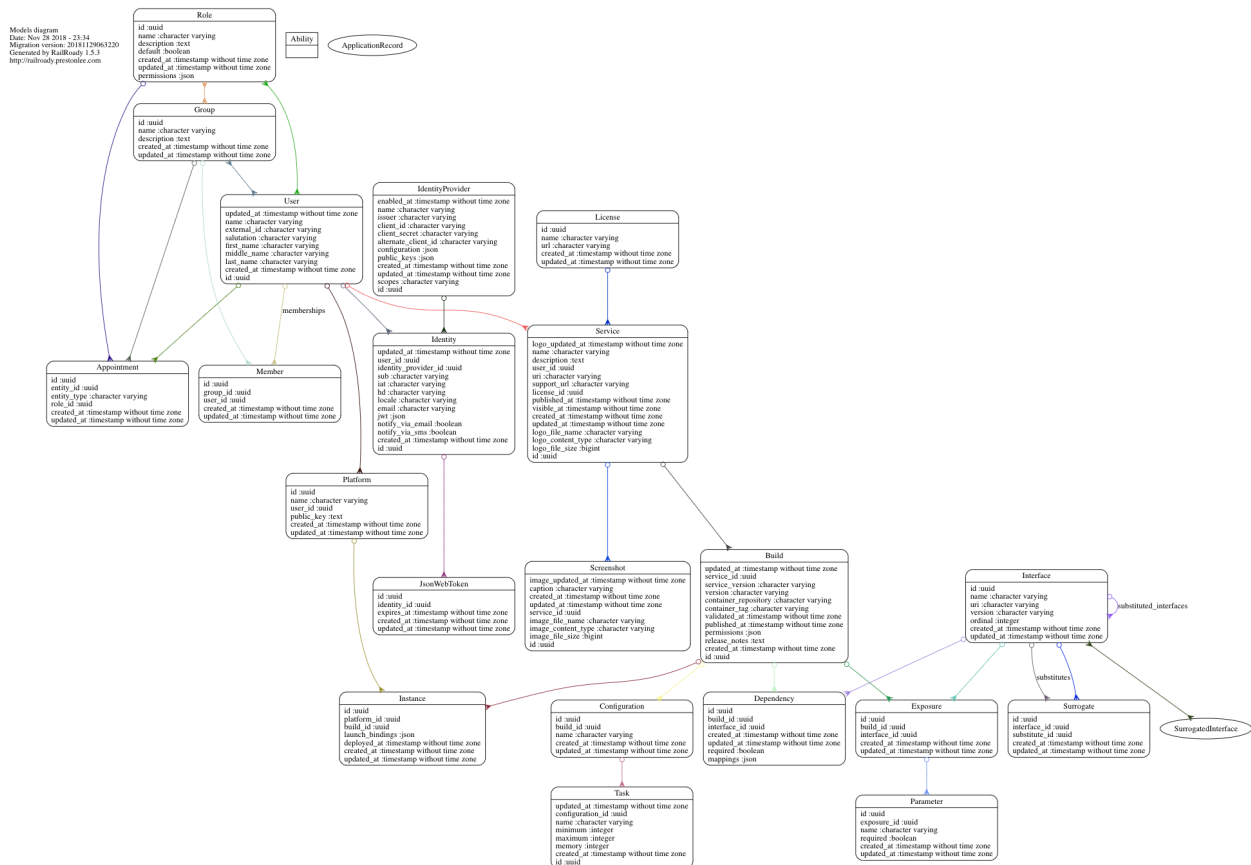 Models diagram
Date: Nov 28 2018 - 23:34
Migration version: 20181129063220
Generated by RailRoady 1.5.3
http://railroady.prestonlee.com
Role
id :uuid
name :character varying
description :text
default :boolean
created_at :timestamp without time zone
updated_at :timestamp without time zone
permissions :json
Ability
ApplicationRecord
Group
id :uuid
name :character varying
description :text
created_at :timestamp without time zone
updated_at :timestamp without time zone
User
updated_at :timestamp without time zone
name :character varying
external_id :character varying
salutation :character varying
first_name :character varying
middle_name :character varying
last_name :character varying
created_at :timestamp without time zone
id :uuid
IdentityProvider
enabled_at :timestamp without time zone
name :character varying
issuer :character varying
client_id :character varying
client_secret :character varying
alternate_client_id :character varying
configuration :json
public_keys :json
created_at :timestamp without time zone
updated_at :timestamp without time zone
scopes :character varying
id :uuid
License
id :uuid
name :character varying
url :character varying
created_at :timestamp without time zone
updated_at :timestamp without time zone
memberships
Appointment
id :uuid
entity_id :uuid
entity_type :character varying
role_id :uuid
created_at :timestamp without time zone
updated_at :timestamp without time zone
Member
id :uuid
group_id :uuid
user_id :uuid
created_at :timestamp without time zone
updated_at :timestamp without time zone
Identity
updated_at :timestamp without time zone
user_id :uuid
identity_provider_id :uuid
sub :character varying
iat :character varying
hd :character varying
locale :character varying
email :character varying
jwt :json
notify_via_email :boolean
notify_via_sms :boolean
created_at :timestamp without time zone
id :uuid
Service
logo_updated_at :timestamp without time zone
name :character varying
description :text
user_id :uuid
uri :character varying
support_url :character varying
license_id :uuid
published_at :timestamp without time zone
visible_at :timestamp without time zone
created_at :timestamp without time zone
updated_at :timestamp without time zone
logo_file_name :character varying
logo_content_type :character varying
logo_file_size :bigint
id :uuid
Platform
id :uuid
name :character varying
user_id :uuid
public_key :text
created_at :timestamp without time zone
updated_at :timestamp without time zone
JsonWebToken
id :uuid
identity_id :uuid
expires_at :timestamp without time zone
created_at :timestamp without time zone
updated_at :timestamp without time zone
Screenshot
image_updated_at :timestamp without time zone
caption :character varying
created_at :timestamp without time zone
updated_at :timestamp without time zone
service_id :uuid
image_file_name :character varying
image_content_type :character varying
image_file_size :bigint
id :uuid
Build
updated_at :timestamp without time zone
service_id :uuid
service_version :character varying
version :character varying
container_repository :character varying
container_tag :character varying
validated_at :timestamp without time zone
published_at :timestamp without time zone
permissions :json
release_notes :text
created_at :timestamp without time zone
id :uuid
Interface
id :uuid
name :character varying
uri :character varying
version :character varying
ordinal :integer
created_at :timestamp without time zone
updated_at :timestamp without time zone
substituted_interfaces
substitutes
Instance
id :uuid
platform_id :uuid
build_id :uuid
launch_bindings :json
deployed_at :timestamp without time zone
created_at :timestamp without time zone
updated_at :timestamp without time zone
Configuration
id :uuid
build_id :uuid
name :character varying
created_at :timestamp without time zone
updated_at :timestamp without time zone
Dependency
id :uuid
build_id :uuid
interface_id :uuid
created_at :timestamp without time zone
updated_at :timestamp without time zone
required :boolean
mappings :json
Exposure
id :uuid
build_id :uuid
interface_id :uuid
created_at :timestamp without time zone
updated_at :timestamp without time zone
Surrogate
id :uuid
interface_id :uuid
substitute_id :uuid
created_at :timestamp without time zone
updated_at :timestamp without time zone
SurrogatedInterface
Task
updated_at :timestamp without time zone
configuration_id :uuid
name :character varying
minimum :integer
maximum :integer
memory :integer
created_at :timestamp without time zone
id :uuid
Parameter
id :uuid
exposure_id :uuid
name :character varying
required :boolean
created_at :timestamp without time zone
updated_at :timestamp without time zone